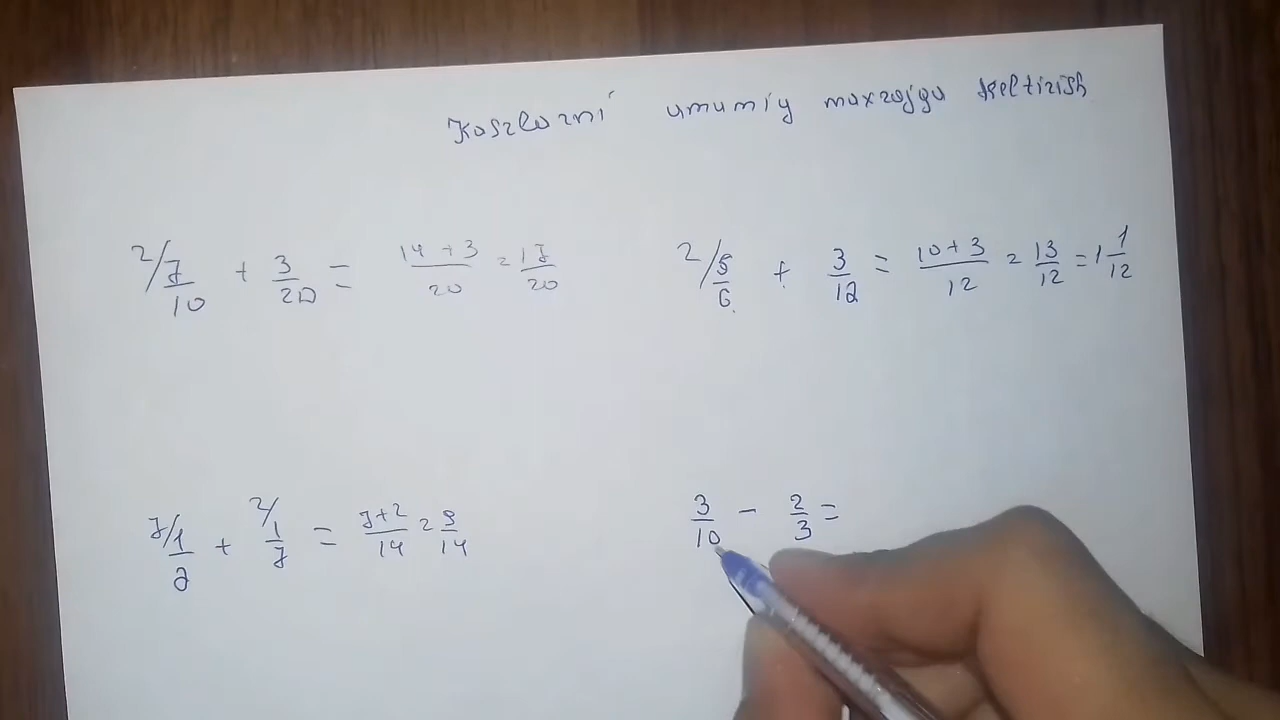 Kasrlarni umumiy maxrajga keltirish
2/ 7/10 + 3/20 = 14+3/20 = 17/20
2/ 5/6 + 3/12 = 10+3/12 = 13/12 = 1 1/12
7/ 1/2 + 2/ 1/7 = 7+2/14 = 9/14
3/10 - 2/3 =